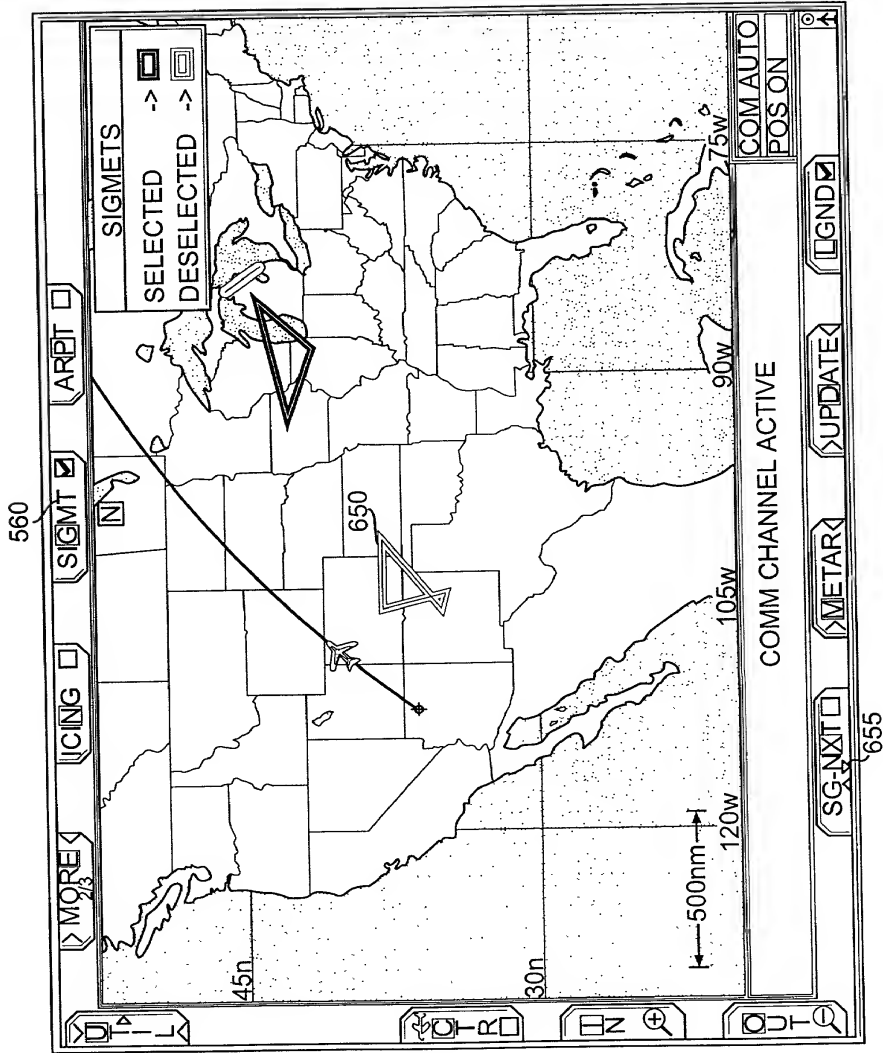 560
>MORE
2/3
ICING
SIGMT
ARPT
UTIL
CTR
IN
OUT
N
SIGMETS
SELECTED ->
DESELECTED ->
45n
30n
650
500nm
120w
105w
90w
75w
COMM CHANNEL ACTIVE
COM AUTO
POS ON
SG-NXT
>METAR<
>UPDATE<
LGND
655